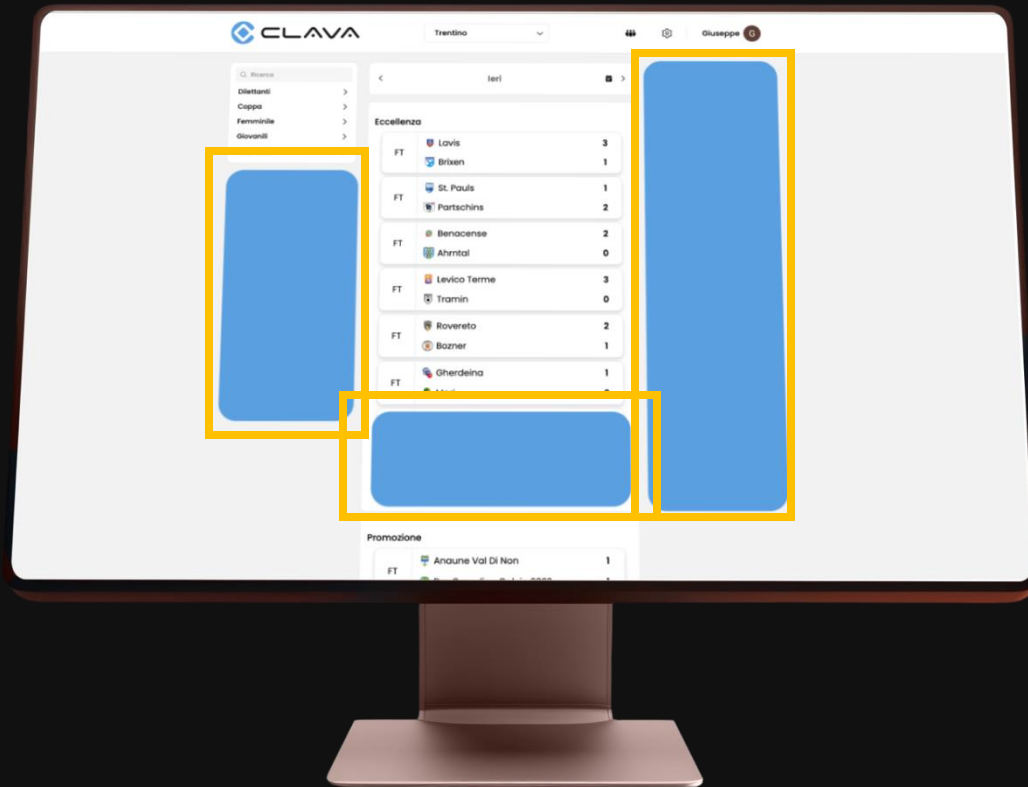 CLAVA
Trentino
Giuseppe G
Ricerca
Dilettanti
Coppa
Femminile
Giovanili
Ieri
Eccellenza
FT
Lavis 3
Brixen 1
FT
St. Pauls 1
Partschins 2
FT
Benacense 2
Ahrntal 0
FT
Levico Terme 3
Tramin 0
FT
Rovereto 2
Bozner 1
FT
Gherdeina 1
Promozione
FT
Anaune Val Di Non 1